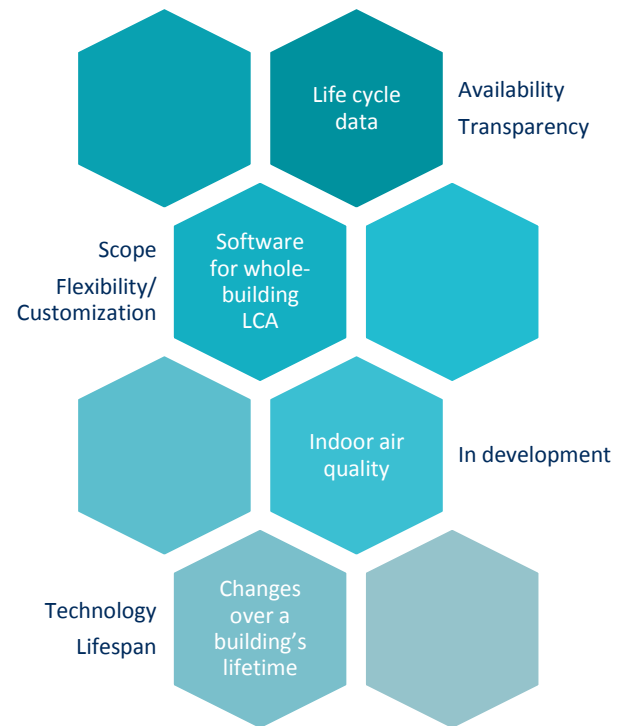 Life cycle
data
Availability
Transparency
Scope
Flexibility/
Customization
Software
for whole-
building
LCA
Indoor air
quality
In development
Technology
Lifespan
Changes
over a
building’s
lifetime